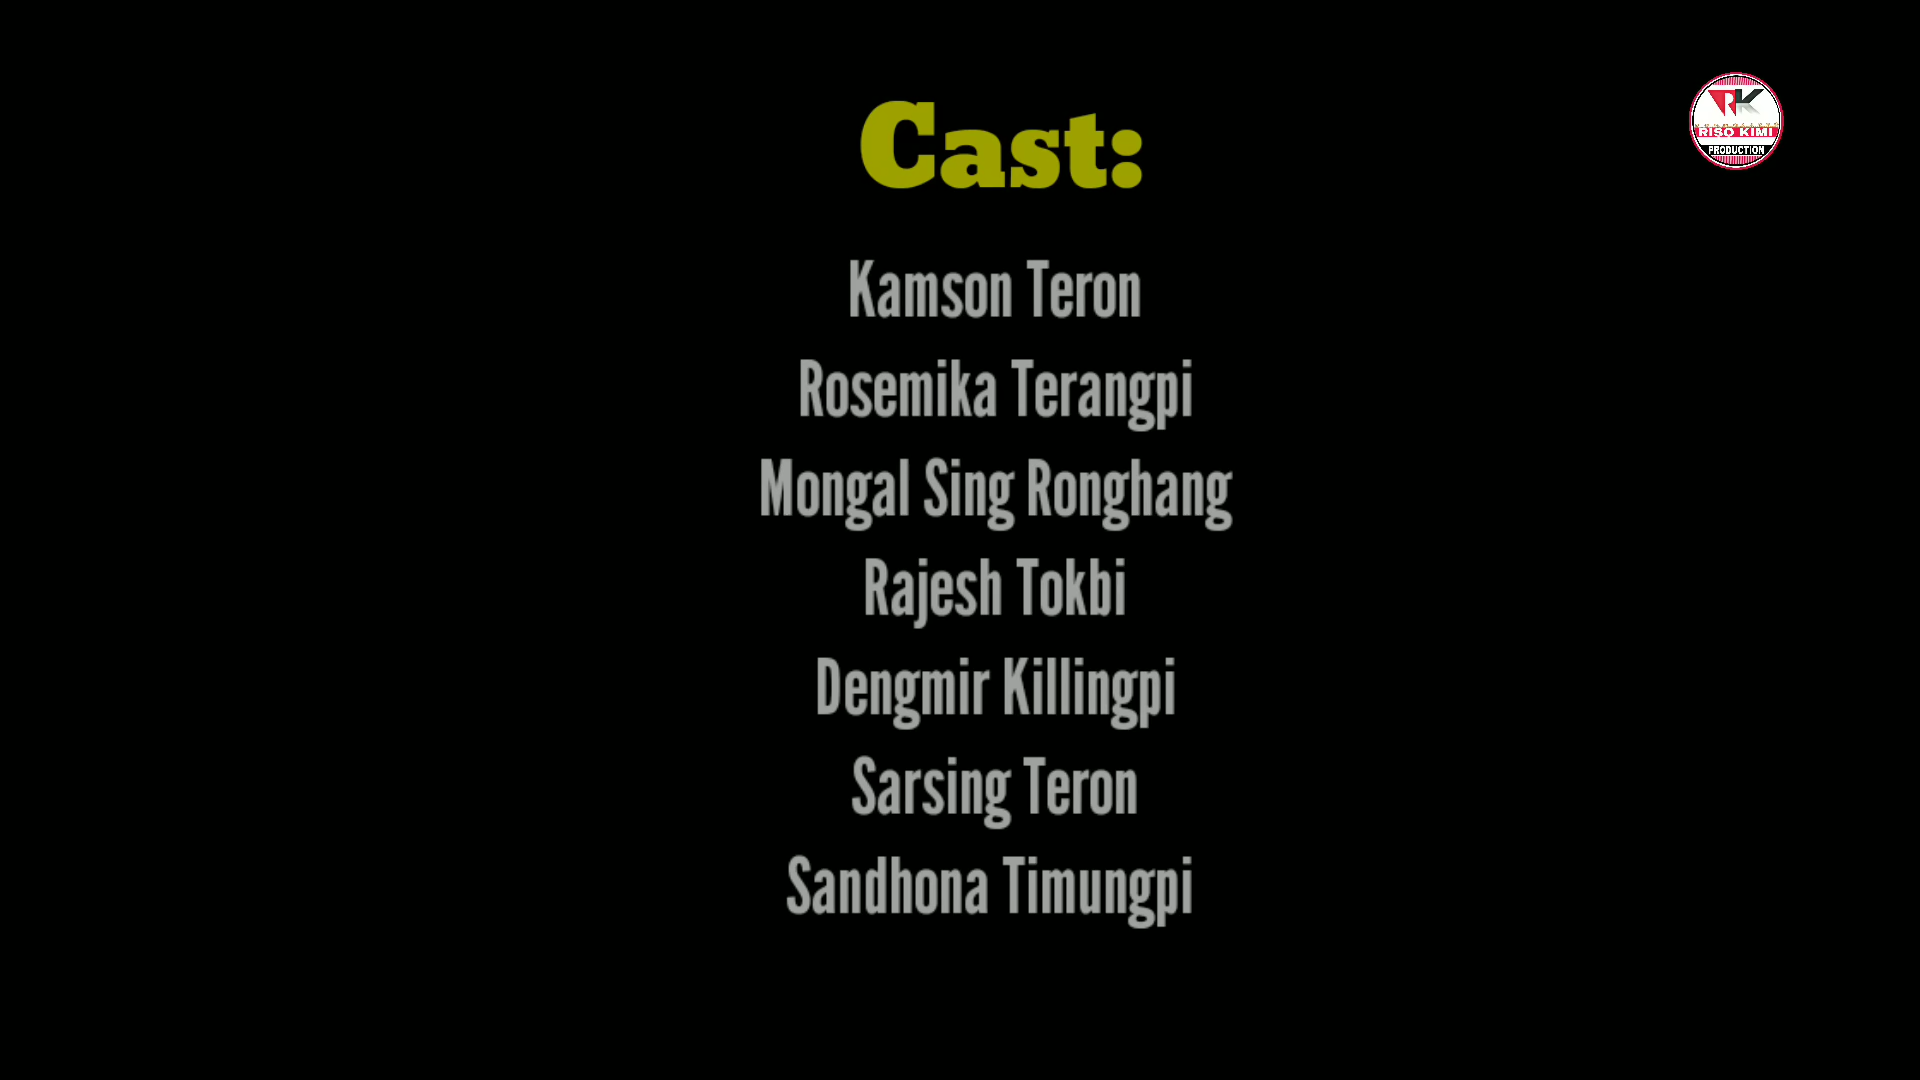 Cast:
RK
RISO KIMI
PRODUCTION
Kamson Teron
Rosemika Terangpi
Mongal Sing Ronghang
Rajesh Tokbi
Dengmir Killingpi
Sarsing Teron
Sandhona Timungpi